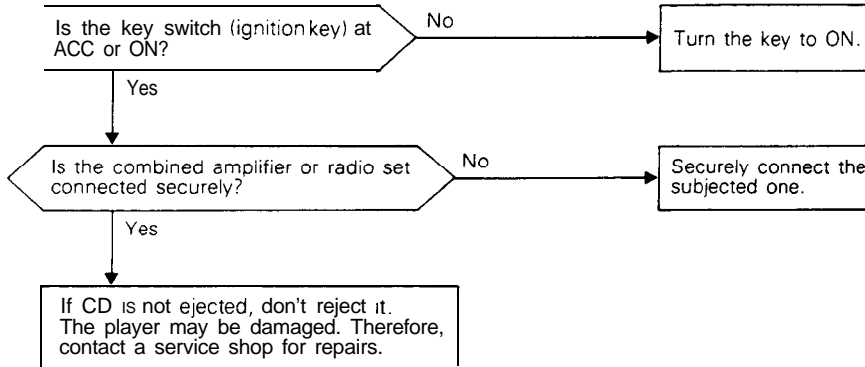 Is the key switch (ignition key) at
ACC or ON?
No
Turn the key to ON.
Yes
Is the combined amplifier or radio set
connected securely?
No
Securely connect the
subjected one.
Yes
If CD is not ejected, don't reject it.
The player may be damaged. Therefore,
contact a service shop for repairs.